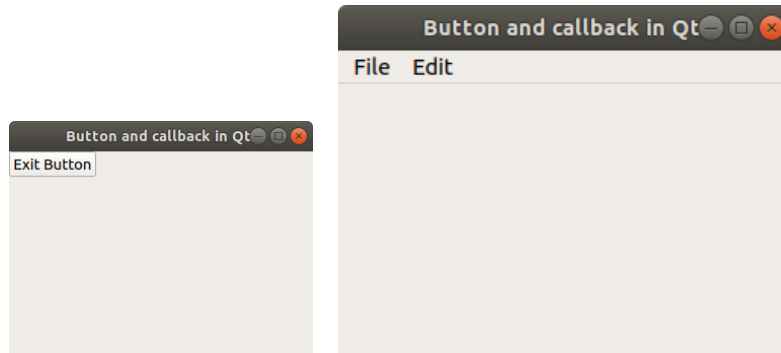 Button and callback in Qt
Exit Button
Button and callback in Qt
File Edit